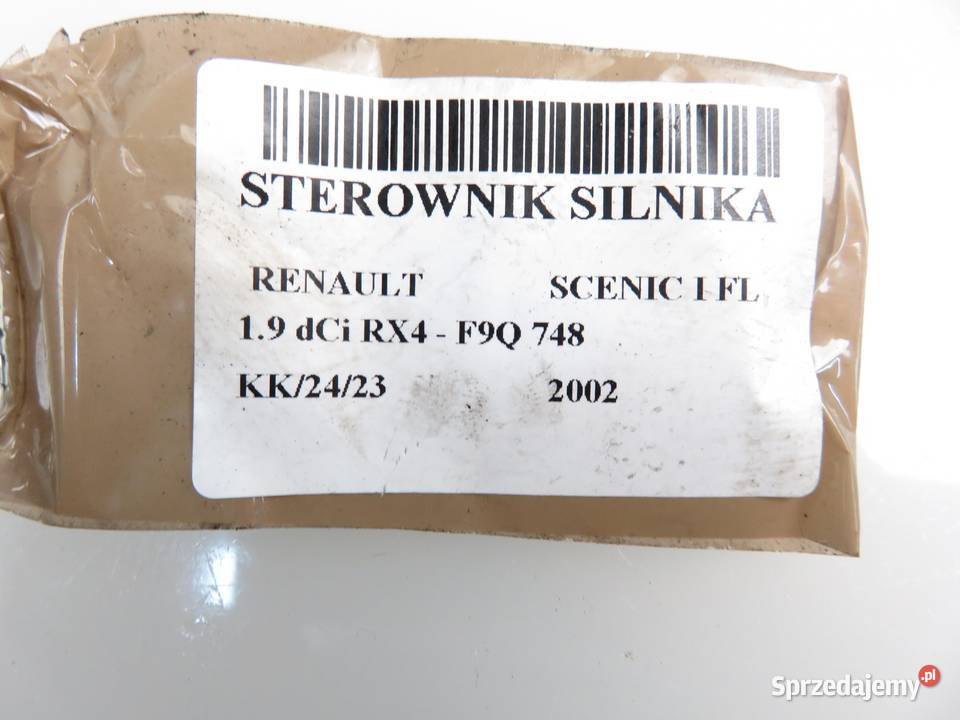 STEROWNIK SILNIKA
RENAULT SCENIC I FL
1.9 dCi RX4 - F9Q 748
KK/24/23 2002
Sprzedajemy.pl